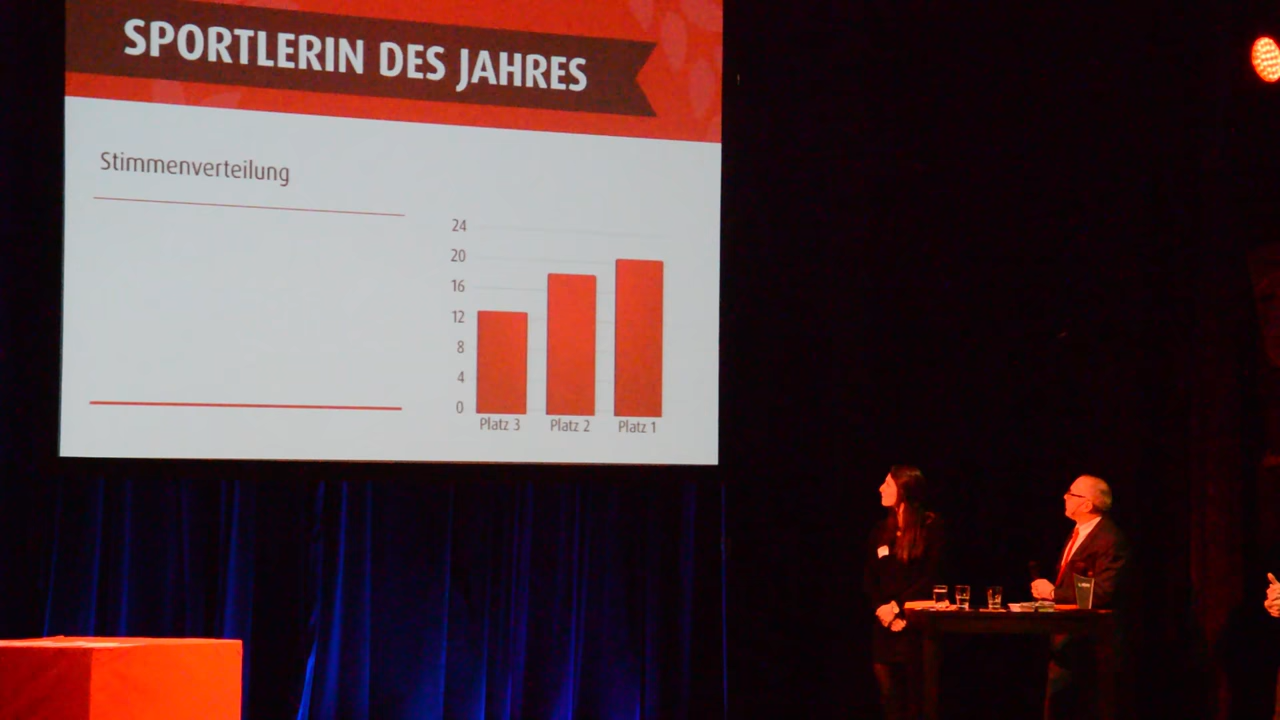 SPORTLERIN DES JAHRES
Stimmenverteilung
24
20
16
12
8
4
0
Platz 3 Platz 2 Platz 1